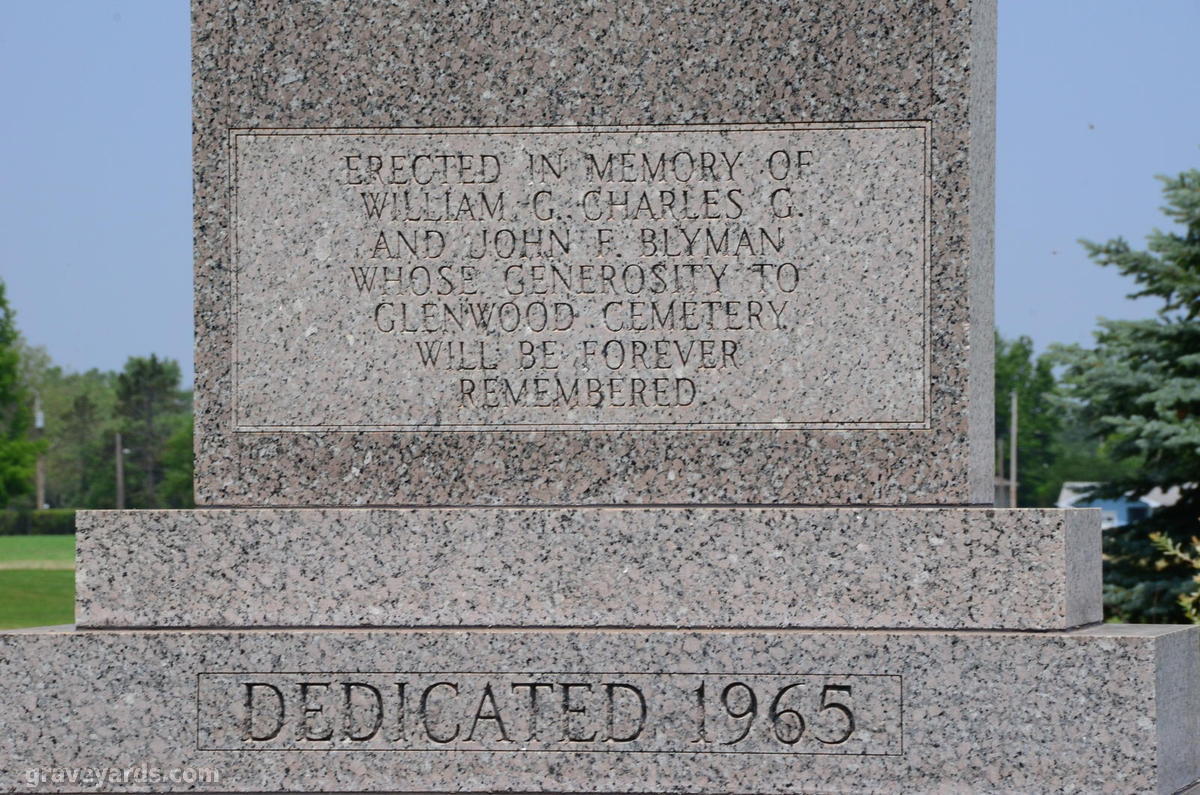 ERECTED IN MEMORY OF
WILLIAM G. CHARLES G.
AND JOHN F. BLYMAN
WHOSE GENEROSITY TO
GLENWOOD CEMETERY
WILL BE FOREVER
REMEMBERED.
DEDICATED 1965
graveyards.com